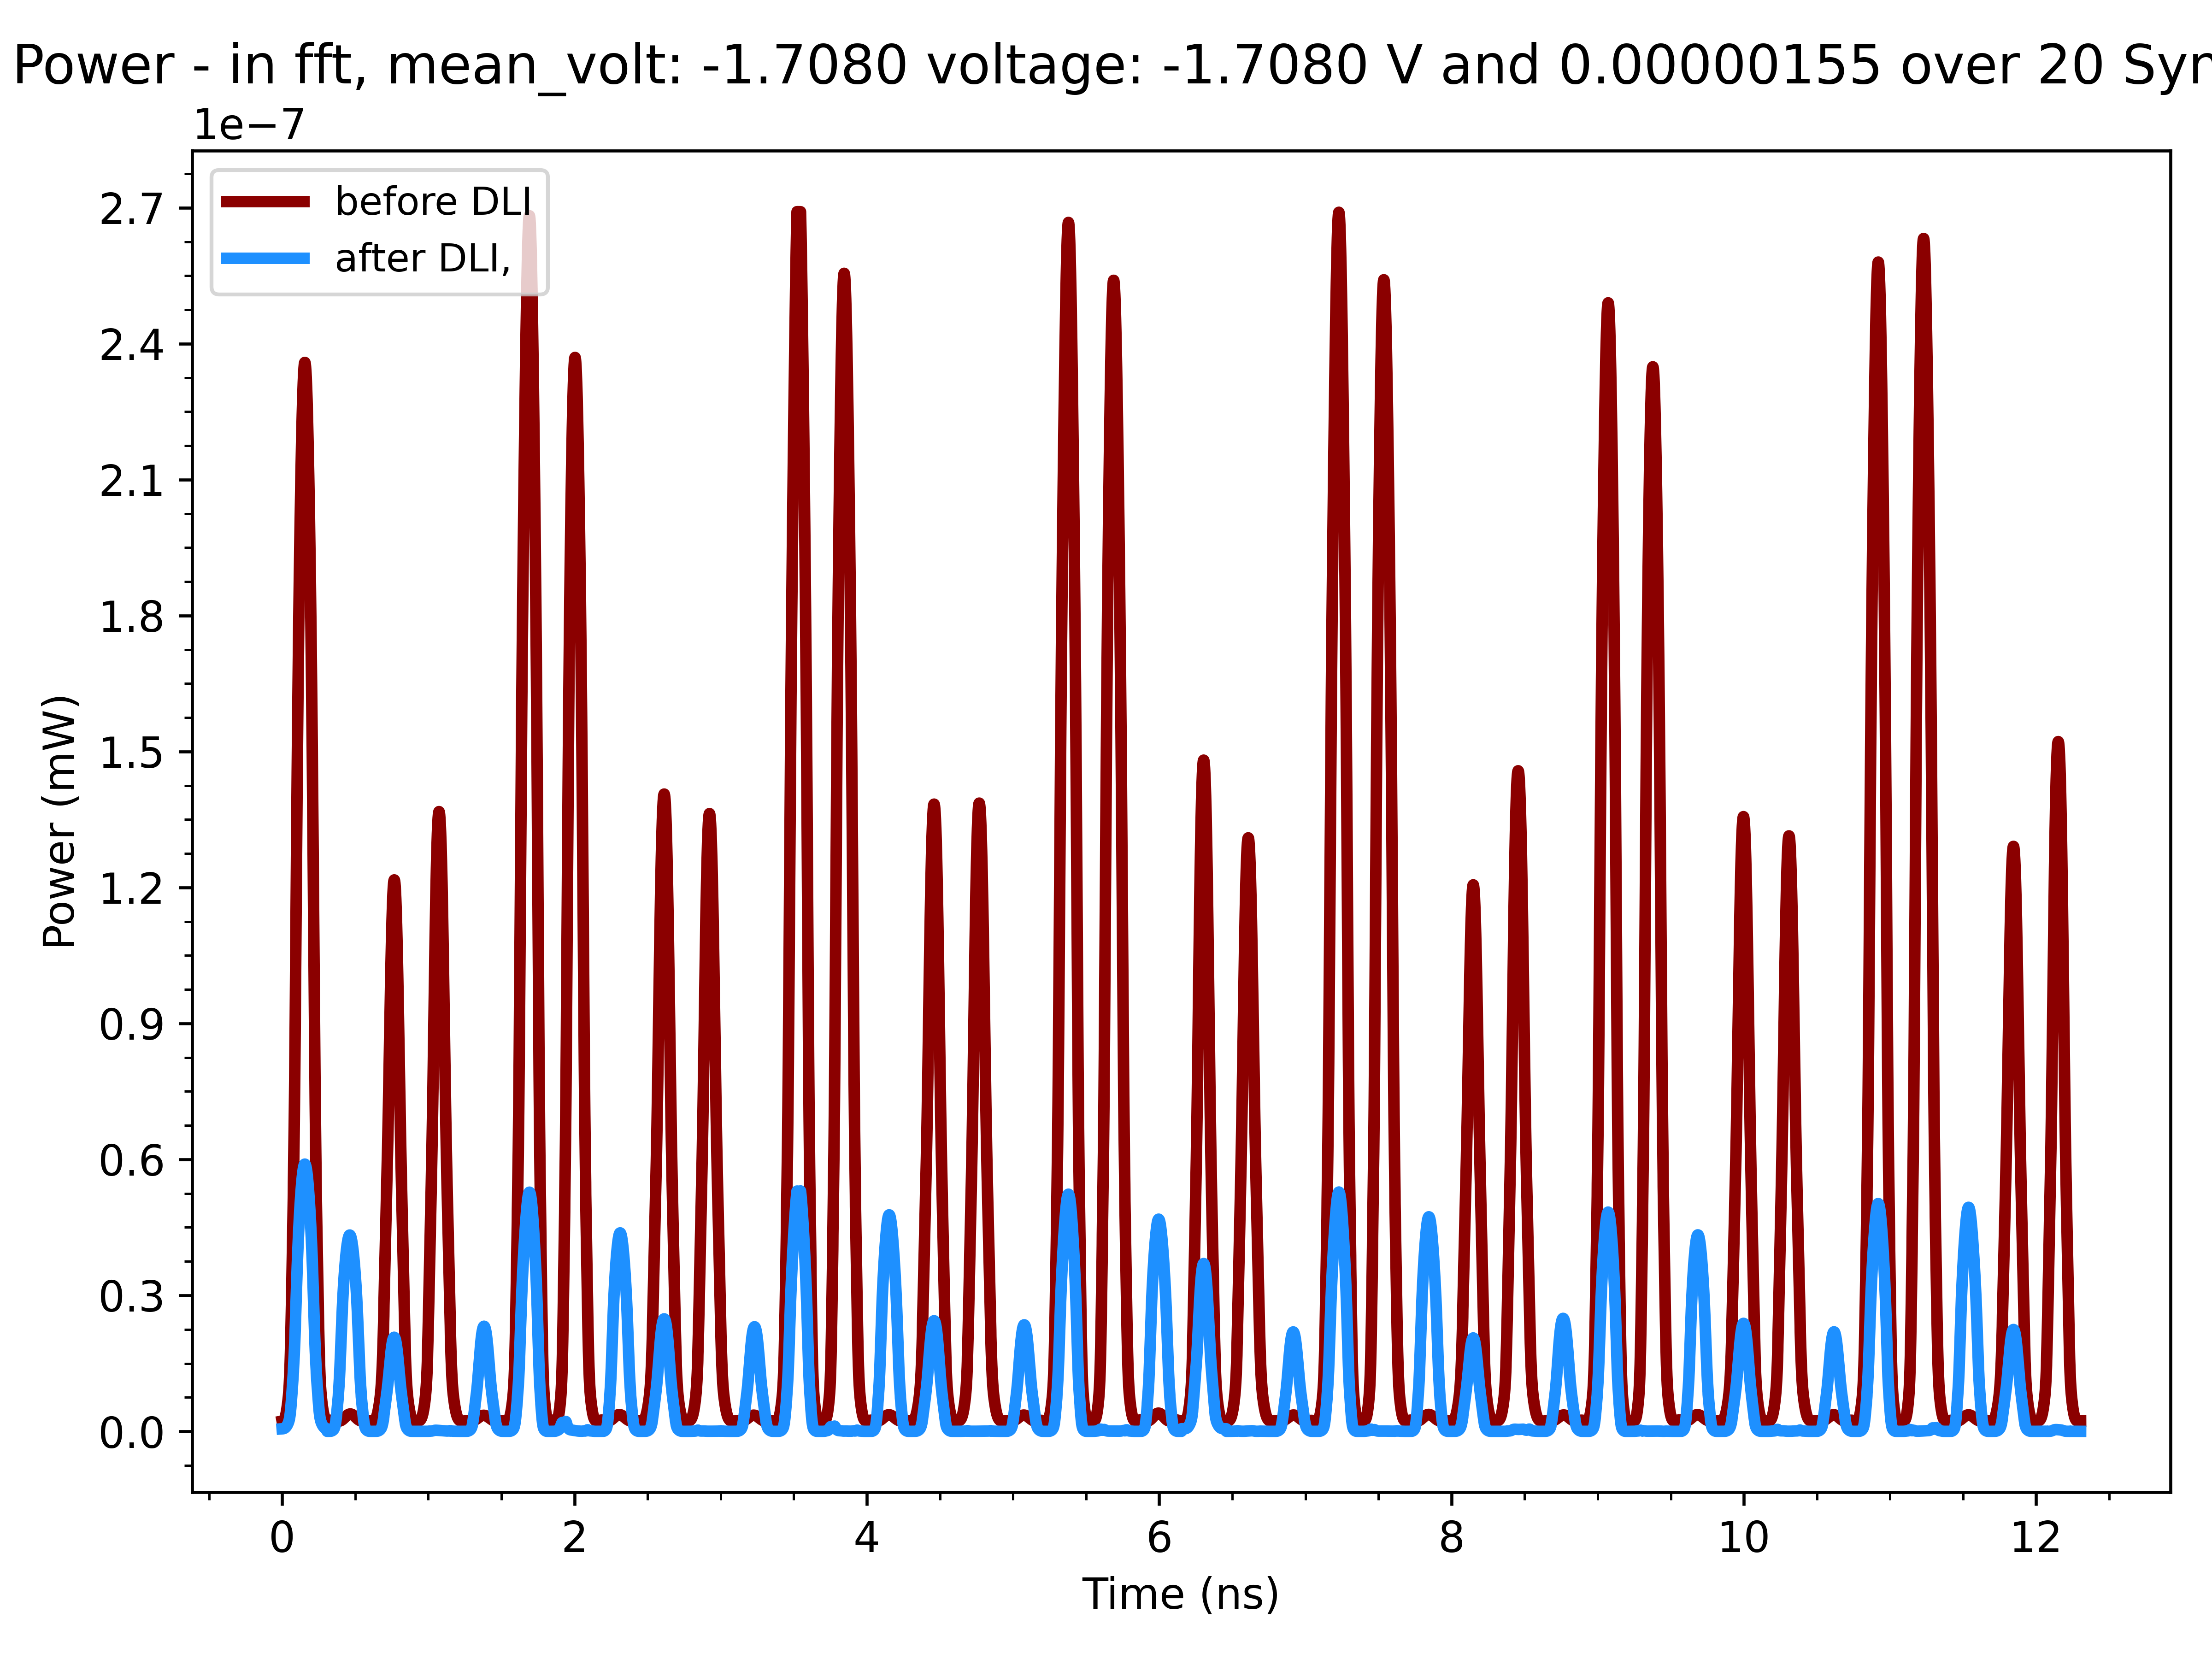 Power - in fft, mean_volt: -1.7080 voltage: -1.7080 V and 0.00000155 over 20
1e−7
before DLI
after DLI,
2.7
2.4
2.1
1.8
1.5
1.2
0.9
0.6
0.3
0.0
Power (mW)
0 2 4 6 8 10 12
Time (ns)